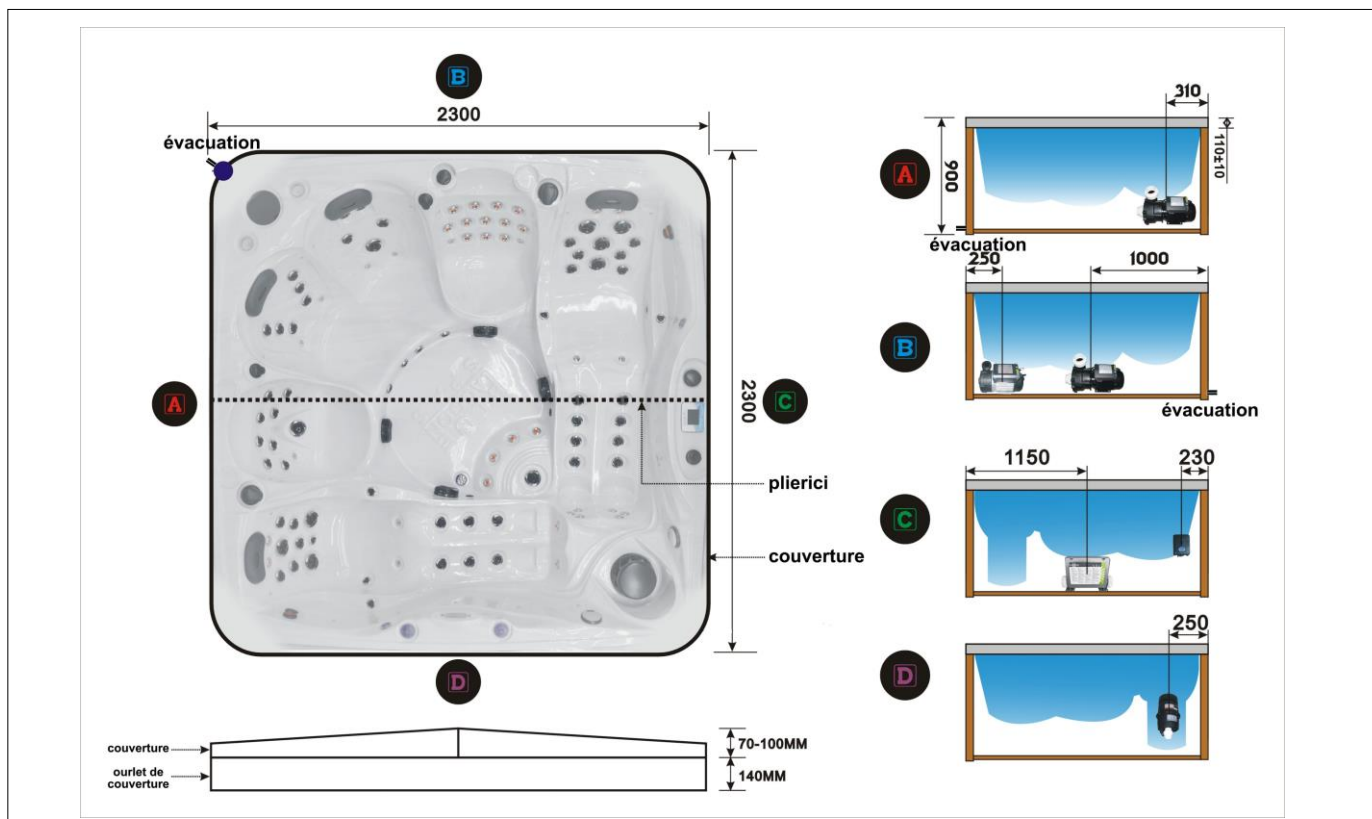 B
2300
évacuation
A
2300
C
plierici
couverture
D
couverture
70-100MM
ourlet de
couverture
140MM
310
A
900
110±10
évacuation
250
1000
B
évacuation
1150
230
C
250
D